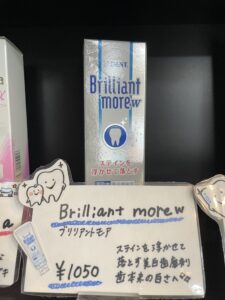 DENT
Brilliant
more W
ステインを
浮かせて落とす
Brilliant more W
ブリリアントモア
¥1050
ステインを浮かせて
落とす美白歯磨剤
歯本来の白さへ
a